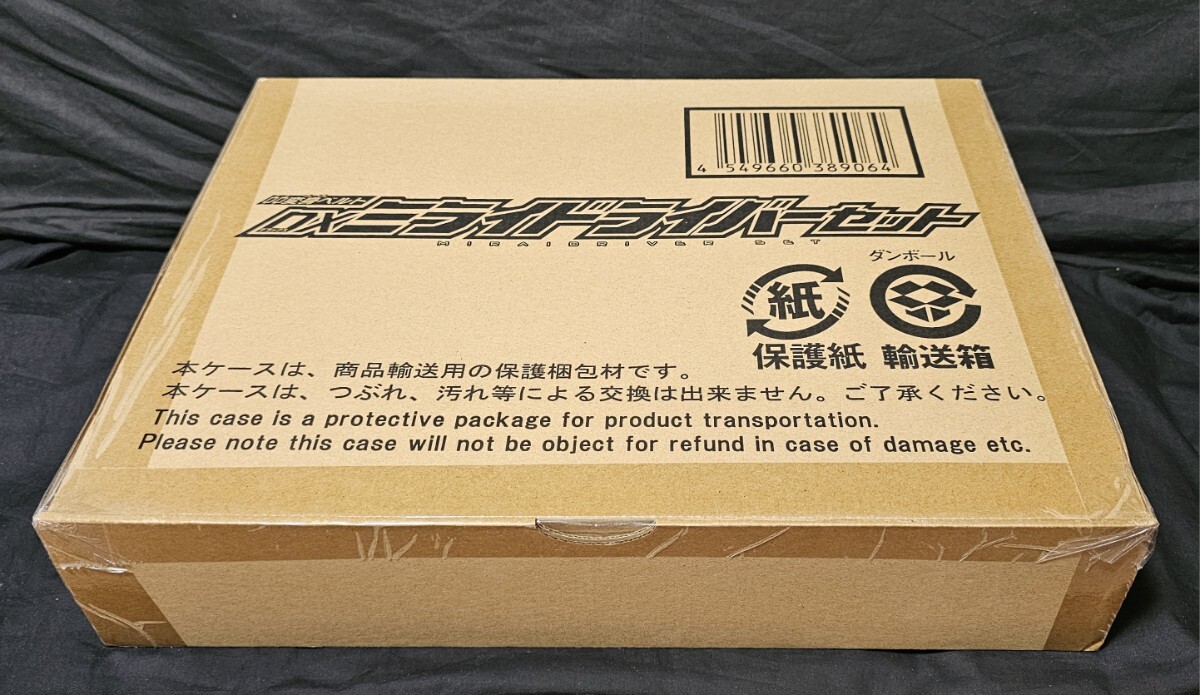 4 549660 389064
変身ベルト
DXミライドライバーセット
MIRAIDRIVER SET
ダンボール
紙
保護紙 輸送箱
本ケースは、商品輸送用の保護梱包材です。
本ケースは、つぶれ、汚れ等による交換は出来ません。ご了承ください。
This case is a protective package for product transportation.
Please note this case will not be object for refund in case of damage etc.